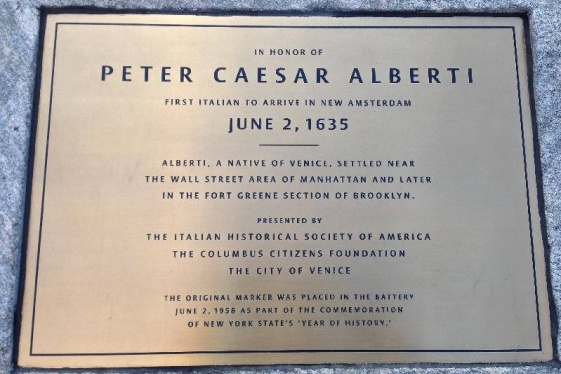 IN HONOR OF
PETER CAESAR ALBERTI
FIRST ITALIAN TO ARRIVE IN NEW AMSTERDAM
JUNE 2, 1635
ALBERTI, A NATIVE OF VENICE, SETTLED NEAR
THE WALL STREET AREA OF MANHATTAN AND LATER
IN THE FORT GREENE SECTION OF BROOKLYN.
PRESENTED BY
THE ITALIAN HISTORICAL SOCIETY OF AMERICA
THE COLUMBUS CITIZENS FOUNDATION
THE CITY OF VENICE
THE ORIGINAL MARKER WAS PLACED IN THE BATTERY
JUNE 2, 1958 AS PART OF THE COMMEMORATION
OF NEW YORK STATE'S "YEAR OF HISTORY."